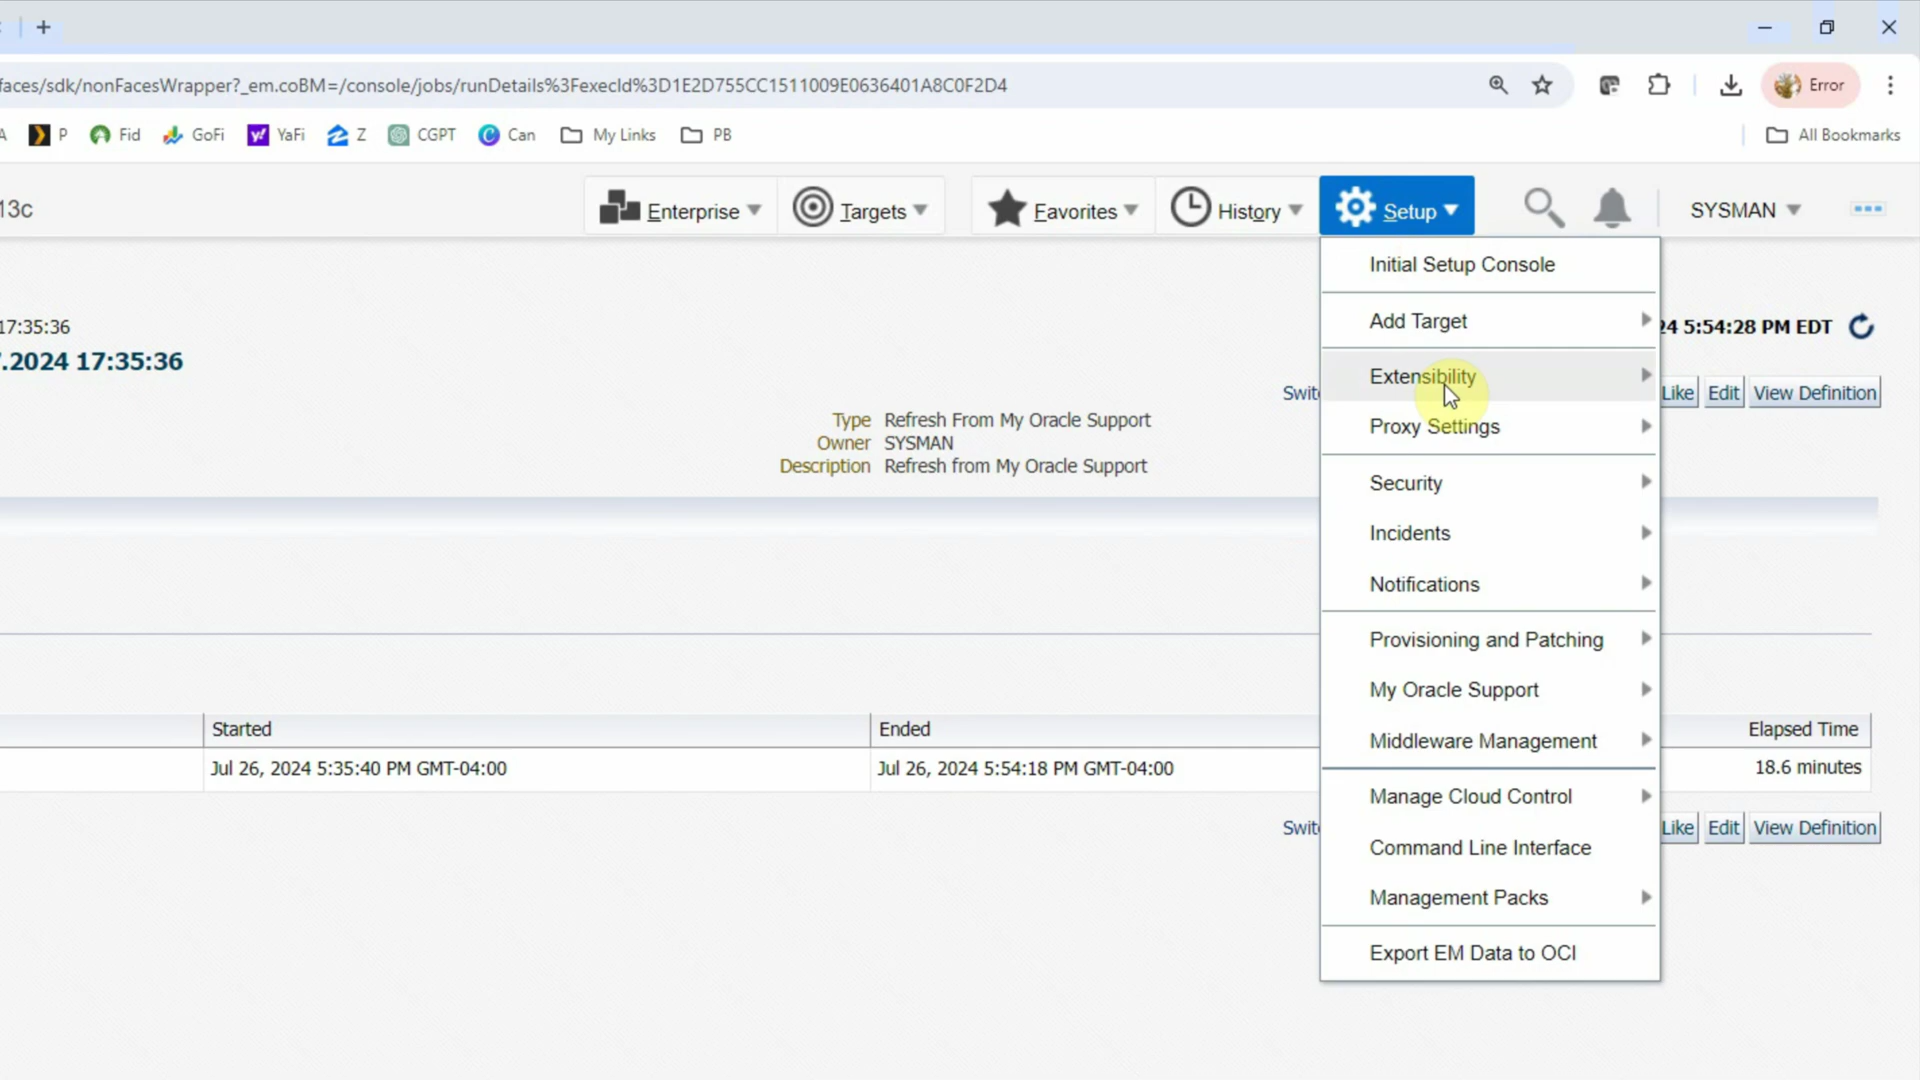 faces/sdk/nonFacesWrapper?_em.coBM=/console/jobs/runDetails%3FexecId%3D1E2D755CC1511009E0636401A8C0F2D4
Error
A P Fid GoFi YaFi Z CGPT Can My Links PB All Bookmarks
13c
Enterprise Targets Favorites History Setup SYSMAN
Initial Setup Console
Add Target
17:35:36
24 5:54:28 PM EDT
.2024 17:35:36
Extensibility
Switc Like Edit View Definition
Type Refresh From My Oracle Support
Proxy Settings
Owner SYSMAN
Description Refresh from My Oracle Support
Security
Incidents
Notifications
Provisioning and Patching
My Oracle Support
Started Ended Elapsed Time
Middleware Management
Jul 26, 2024 5:35:40 PM GMT-04:00 Jul 26, 2024 5:54:18 PM GMT-04:00 18.6 minutes
Manage Cloud Control
Switc Like Edit View Definition
Command Line Interface
Management Packs
Export EM Data to OCI